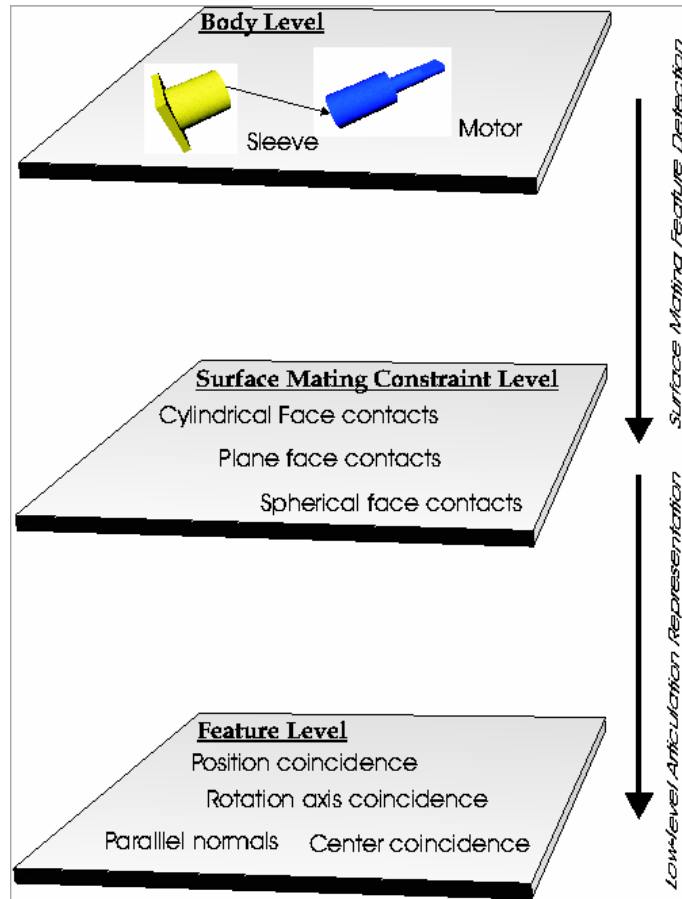 Body Level
Sleeve
Motor
Surface Mating Feature Detection
Surface Mating Constraint Level
Cylindrical Face contacts
Plane face contacts
Spherical face contacts
Low-level Articulation Representation
Feature Level
Position coincidence
Rotation axis coincidence
Paralllel normals
Center coincidence